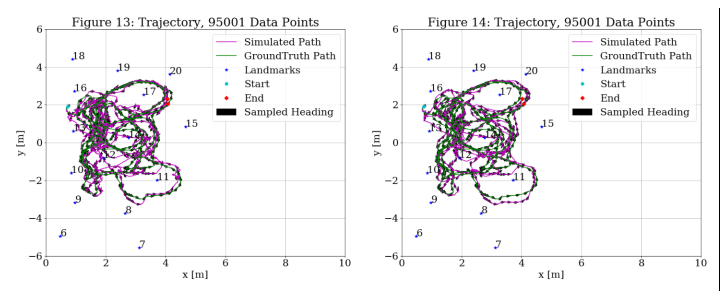 Figure 13: Trajectory, 95001 Data Points
Simulated Path
GroundTruth Path
Landmarks
Start
End
Sampled Heading
18
19
20
17
16
15
12
10
11
9
8
6
7
6
4
2
0
−2
−4
−6
y [m]
0
2
4
6
8
10
x [m]
Figure 14: Trajectory, 95001 Data Points
Simulated Path
GroundTruth Path
Landmarks
Start
End
Sampled Heading
18
19
20
17
16
15
12
10
11
9
8
6
7
6
4
2
0
−2
−4
−6
y [m]
0
2
4
6
8
10
x [m]